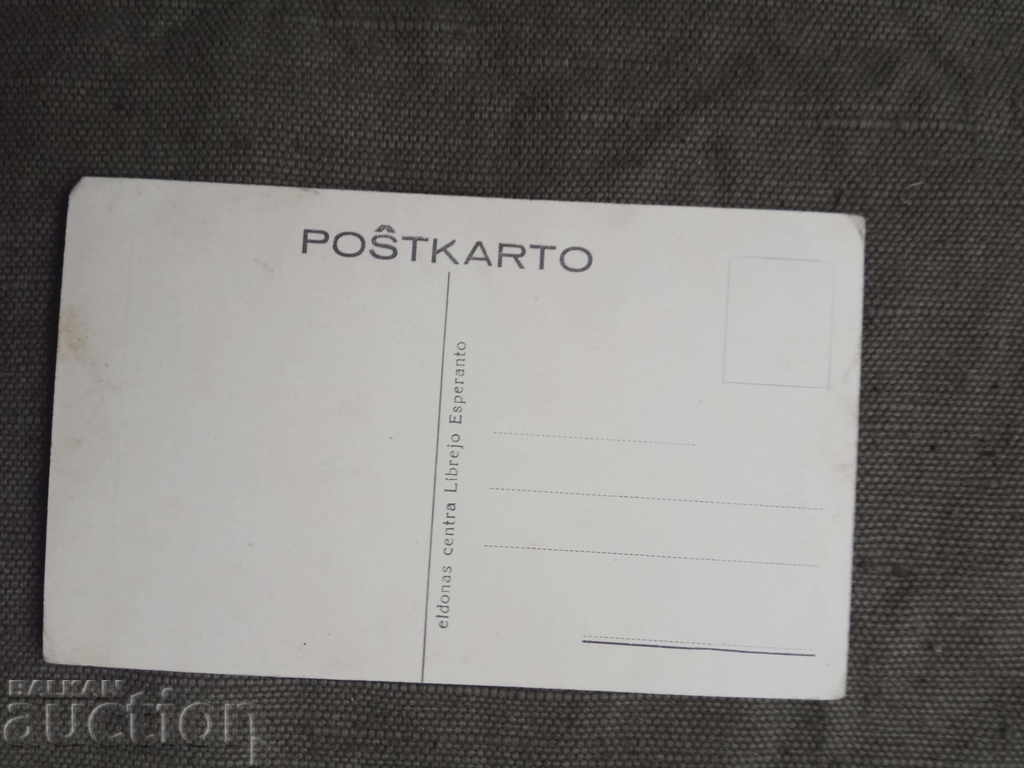 POŜTKARTO
eldonas centra Librejo Esperanto
BALKAN
auction